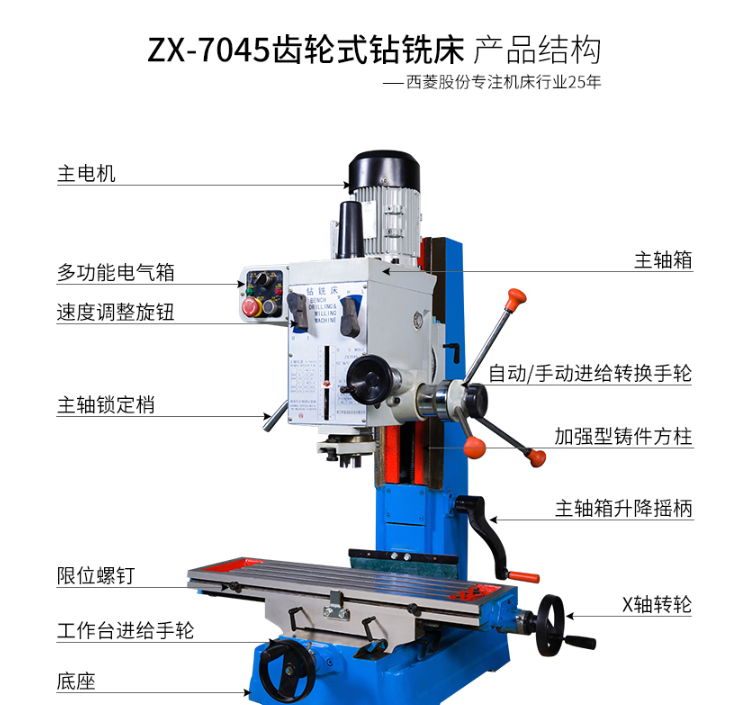 ZX-7045齿轮式钻铣床 产品结构
——西菱股份专注机床行业25年
主电机
主轴箱
多功能电气箱
速度调整旋钮
钻铣床
BENCH
DRILLING&
MILLING
MACHINE
自动/手动进给转换手轮
主轴锁定梢
加强型铸件方柱
主轴箱升降摇柄
限位螺钉
X轴转轮
工作台进给手轮
底座